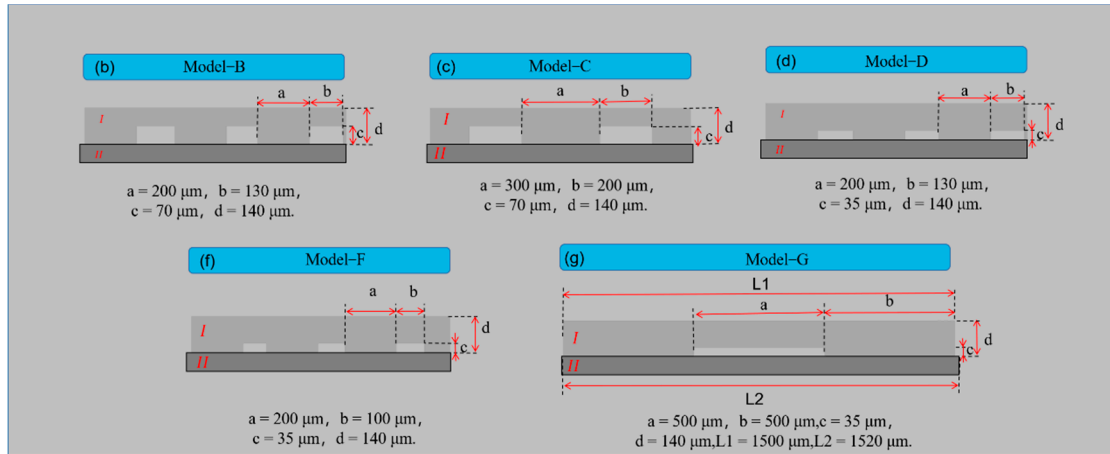 (b) Model–B
a
b
I
c
d
II
a = 200 μm, b = 130 μm,
c = 70 μm, d = 140 μm.
(c) Model–C
a
b
I
c
d
II
a = 300 μm, b = 200 μm,
c = 70 μm, d = 140 μm.
(d) Model–D
a
b
I
c
d
II
a = 200 μm, b = 130 μm,
c = 35 μm, d = 140 μm.
(f) Model–F
a
b
I
d
c
II
a = 200 μm, b = 100 μm,
c = 35 μm, d = 140 μm.
(g) Model–G
L1
a
b
I
d
c
II
L2
a = 500 μm, b = 500 μm,c = 35 μm,
d = 140 μm,L1 = 1500 μm,L2 = 1520 μm.